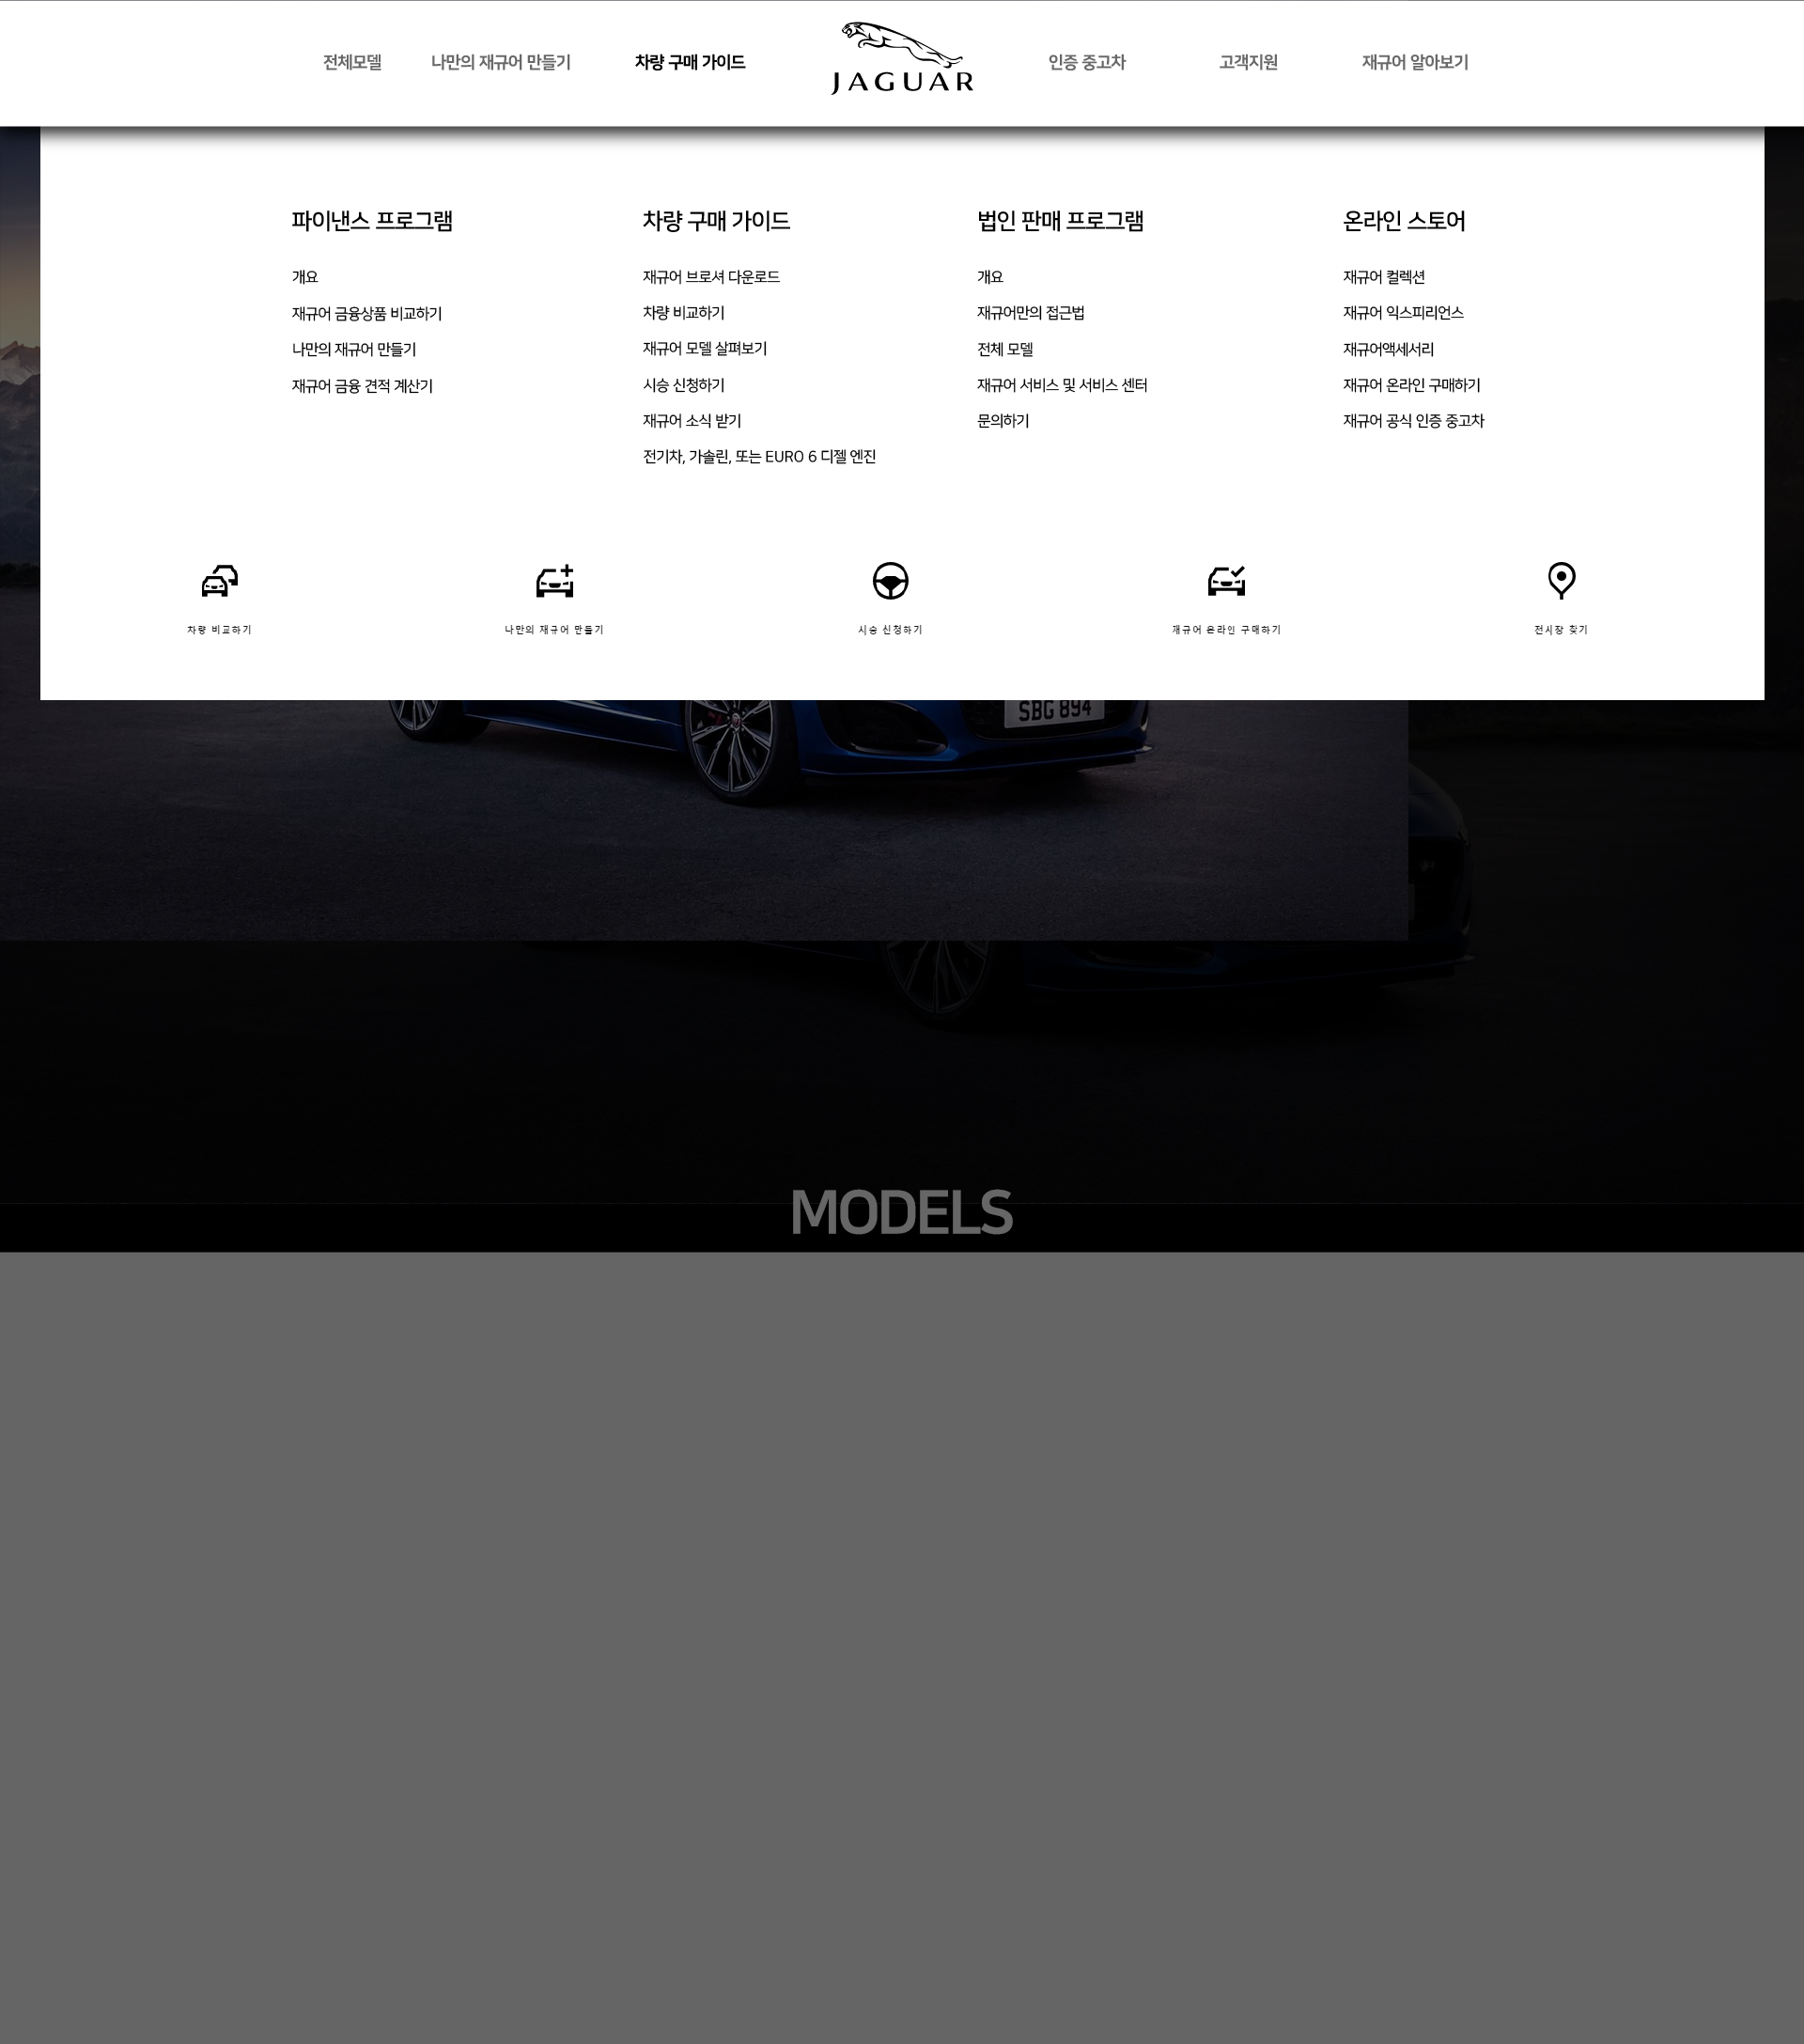 전체모델
나만의 재규어 만들기
차량 구매 가이드
JAGUAR
인증 중고차
고객지원
재규어 알아보기
파이낸스 프로그램
개요
재규어 금융상품 비교하기
나만의 재규어 만들기
재규어 금융 견적 계산기
차량 구매 가이드
재규어 브로셔 다운로드
차량 비교하기
재규어 모델 살펴보기
시승 신청하기
재규어 소식 받기
전기차, 가솔린, 또는 EURO 6 디젤 엔진
법인 판매 프로그램
개요
재규어만의 접근법
전체 모델
재규어 서비스 및 서비스 센터
문의하기
온라인 스토어
재규어 컬렉션
재규어 익스피리언스
재규어액세서리
재규어 온라인 구매하기
재규어 공식 인증 중고차
차량 비교하기
나만의 재규어 만들기
시승 신청하기
재규어 온라인 구매하기
전시장 찾기
SBG 894
MODELS